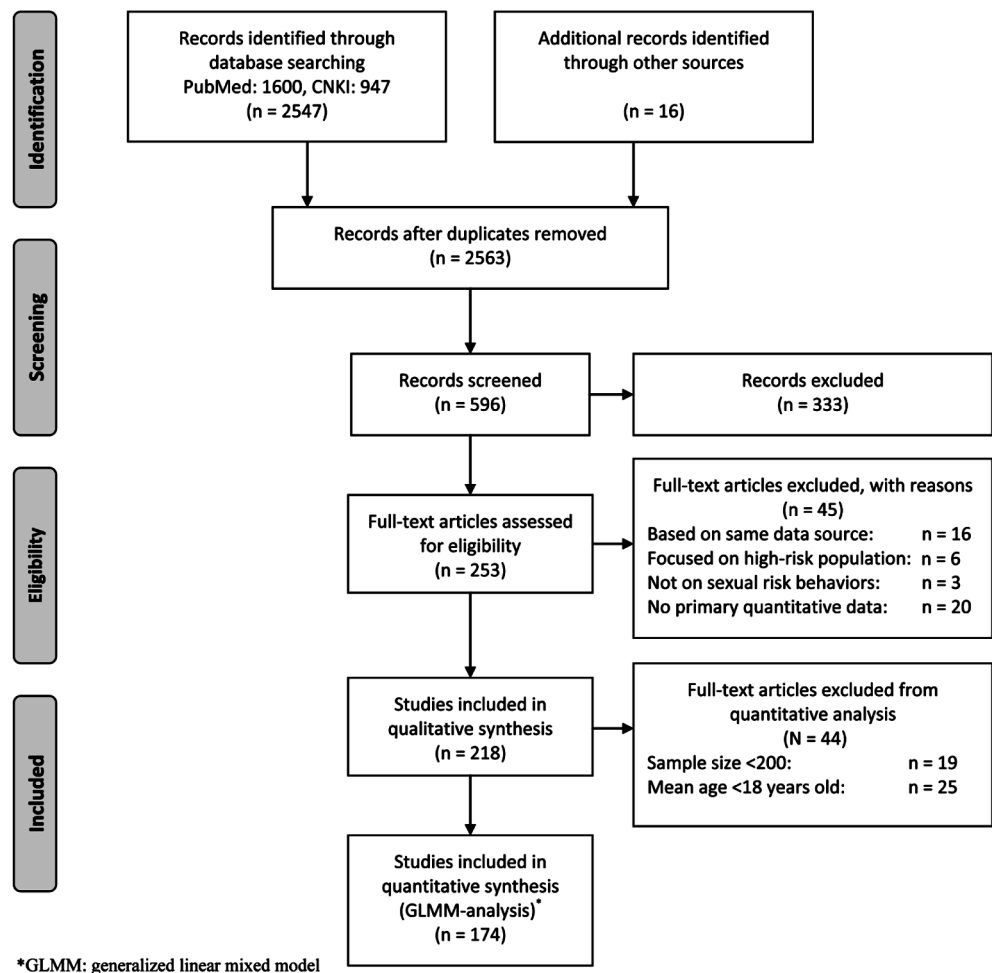 Identification
Records identified through
database searching
PubMed: 1600, CNKI: 947
(n = 2547)
Additional records identified
through other sources
(n = 16)
Records after duplicates removed
(n = 2563)
Screening
Records screened
(n = 596)
Records excluded
(n = 333)
Eligibility
Full-text articles assessed
for eligibility
(n = 253)
Full-text articles excluded, with reasons
(n = 45)
Based on same data source: n = 16
Focused on high-risk population: n = 6
Not on sexual risk behaviors: n = 3
No primary quantitative data: n = 20
Included
Studies included in
qualitative synthesis
(n = 218)
Full-text articles excluded from
quantitative analysis
(N = 44)
Sample size <200: n = 19
Mean age <18 years old: n = 25
Studies included in
quantitative synthesis
(GLMM-analysis)*
(n = 174)
*GLMM: generalized linear mixed model